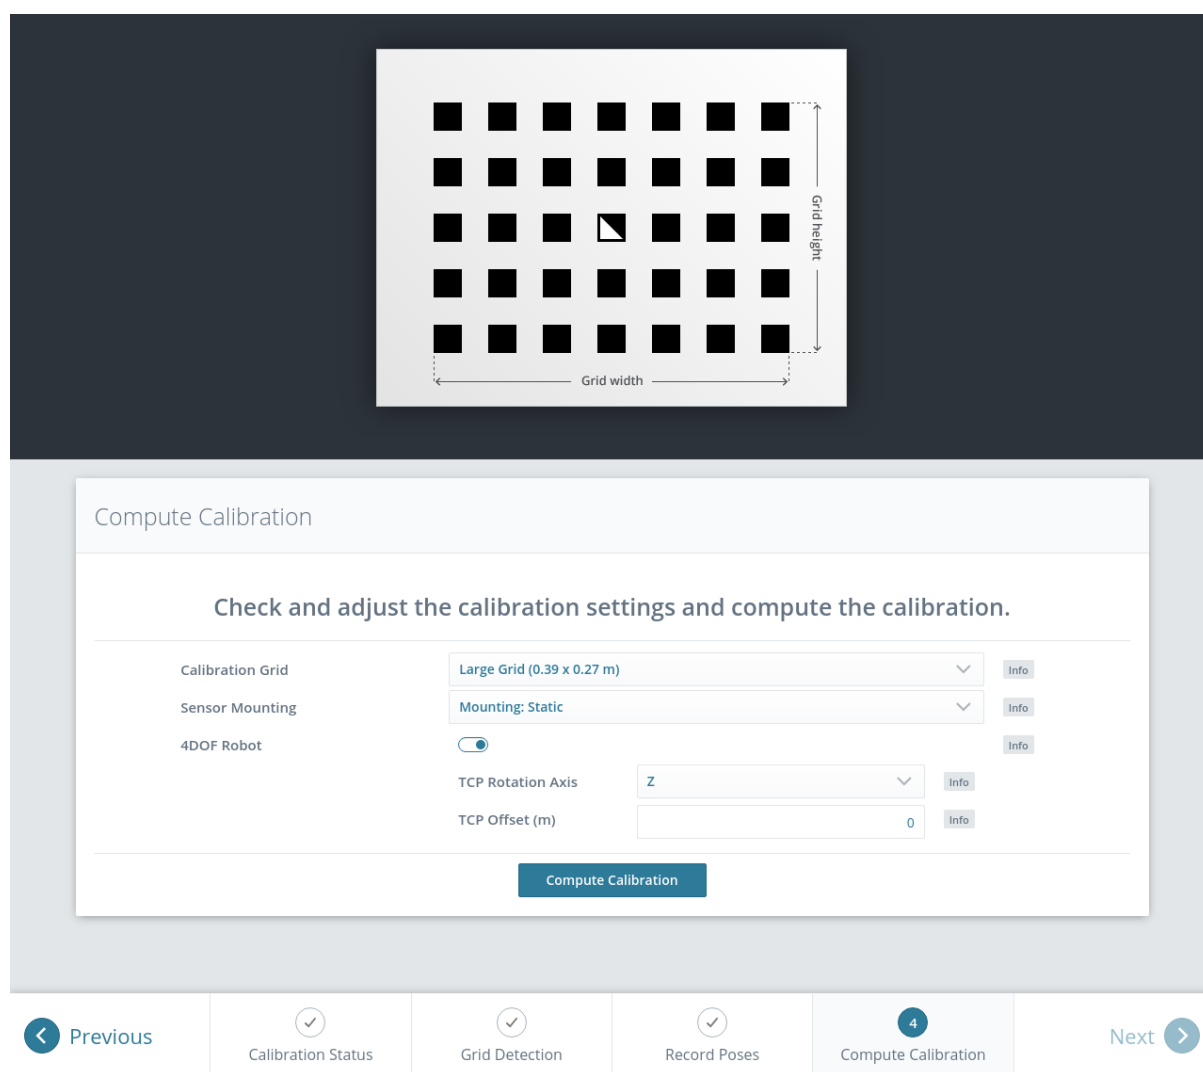 Grid height
Grid width
Compute Calibration
Check and adjust the calibration settings and compute the calibration.
Calibration Grid
Large Grid (0.39 x 0.27 m)
Info
Sensor Mounting
Mounting: Static
Info
4DOF Robot
Info
TCP Rotation Axis
Z
Info
TCP Offset (m)
0
Info
Compute Calibration
Previous
Calibration Status
Grid Detection
Record Poses
4
Compute Calibration
Next